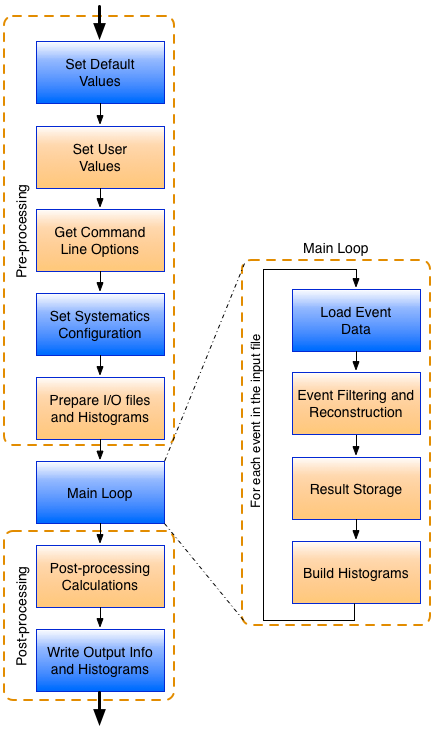 Pre-processing
Set Default
Values
Set User
Values
Get Command
Line Options
Set Systematics
Configuration
Prepare I/O files
and Histograms
Main Loop
Post-processing
Post-processing
Calculations
Write Output Info
and Histograms
Main Loop
For each event in the input file
Load Event
Data
Event Filtering and
Reconstruction
Result Storage
Build Histograms